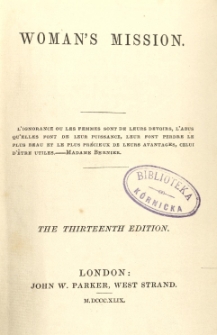 WOMAN'S MISSION.
L'IGNORANCE OU LES FEMMES SONT DE LEURS DEVOIRS, L'ABUS
QU'ELLES FONT DE LEUR PUISSANCE, LEUR FONT PERDRE LE
PLUS BEAU ET LE PLUS PRÉCIEUX DE LEURS AVANTAGES, CELUI
D'ÊTRE UTILES.—MADAME BERNIER.
BIBLIOTEKA
KÓRNICKA
THE THIRTEENTH EDITION.
LONDON:
JOHN W. PARKER, WEST STRAND.
M.DCCC.XLIX.